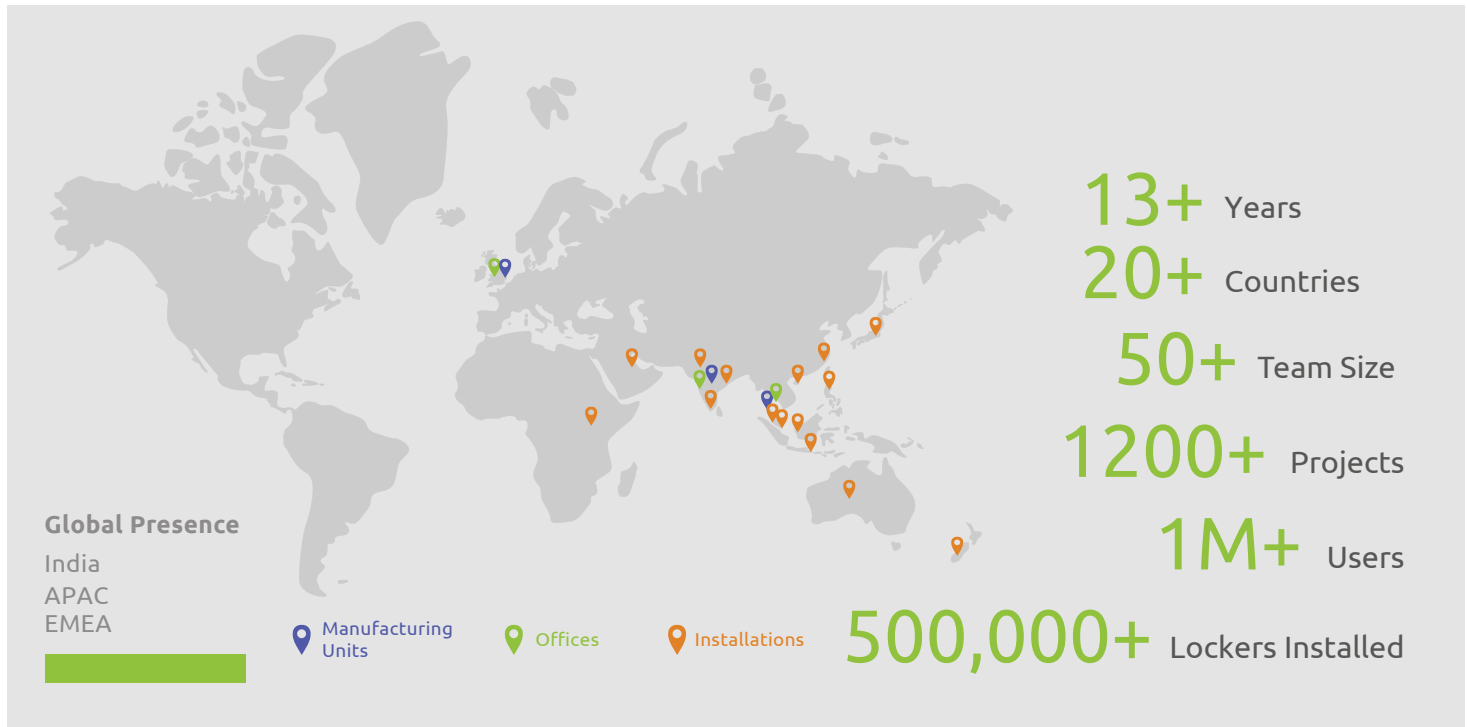 13+ Years
20+ Countries
50+ Team Size
1200+ Projects
1M+ Users
500,000+ Lockers Installed
Global Presence
India
APAC
EMEA
Manufacturing
Units
Offices
Installations